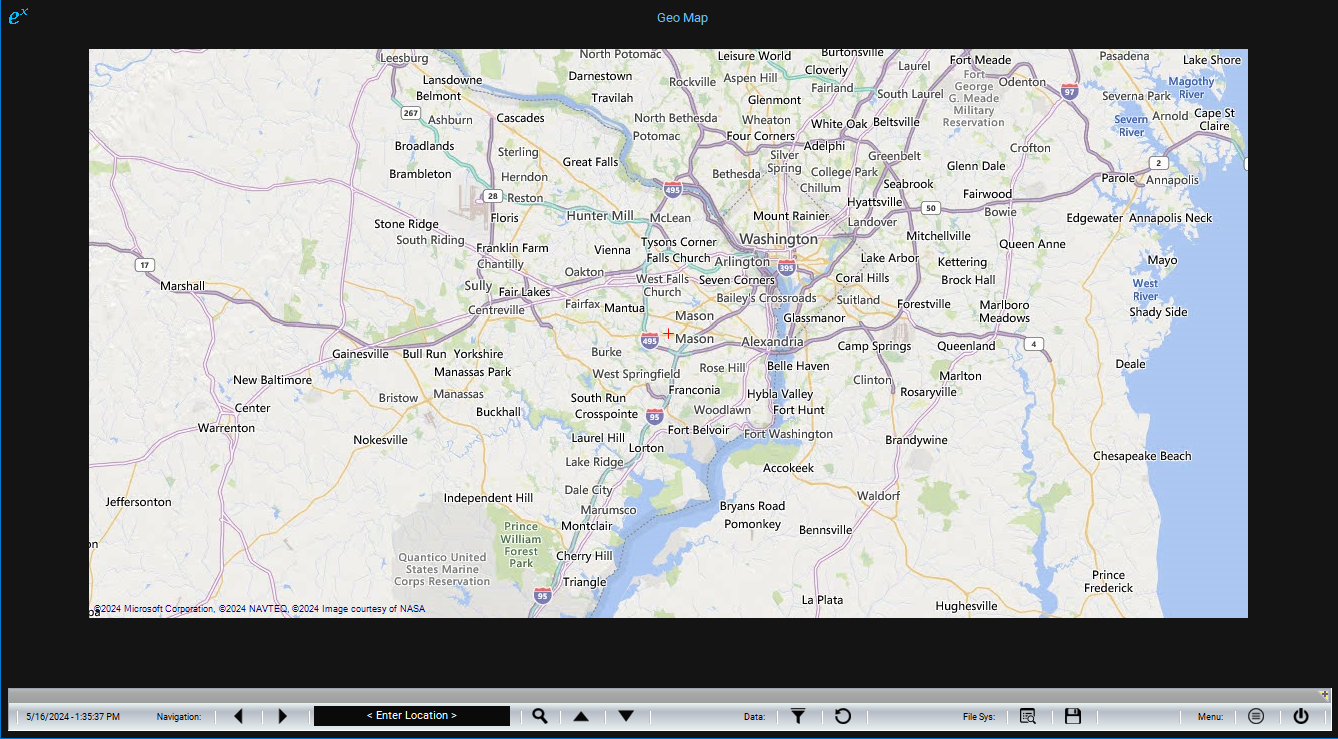 e^x
Geo Map
Leesburg
North Potomac
Leisure World
Burtonsville
Fort Meade
Pasadena
Lake Shore
Lansdowne
Darnestown
Rockville
Aspen Hill
Cloverly
Laurel
Fort
George
G. Meade
Military
Reservation
Odenton
97
Magothy
River
Belmont
Travilah
Glenmont
Fairland
South Laurel
Severna Park
267
Ashburn
Cascades
North Bethesda
Wheaton
White Oak
Beltsville
Severn
River
Arnold
Cape St
Claire
Potomac
Four Corners
Adelphi
Broadlands
Sterling
Great Falls
Silver
Spring
Greenbelt
Crofton
2
Brambleton
Herndon
Bethesda
College Park
Glenn Dale
Parole
Annapolis
28
Reston
495
Chillum
Seabrook
Fairwood
Stone Ridge
Floris
Hunter Mill
McLean
Mount Rainier
Hyattsville
50
Bowie
Edgewater
Annapolis Neck
South Riding
Franklin Farm
Vienna
Tysons Corner
Washington
Landover
Mitchellville
Queen Anne
17
Chantilly
Oakton
Falls Church
Arlington
395
Lake Arbor
Kettering
Mayo
Marshall
Sully
Fair Lakes
West Falls
Church
Seven Corners
Coral Hills
Brock Hall
West
River
Centreville
Fairfax
Mantua
Bailey's Crossroads
Suitland
Forestville
Marlboro
Meadows
Shady Side
Mason
Glassmanor
495
Mason
Alexandria
Camp Springs
Queenland
4
Gainesville
Bull Run
Yorkshire
Burke
Rose Hill
Belle Haven
Deale
New Baltimore
Manassas Park
West Springfield
Clinton
Marlton
Bristow
Manassas
South Run
Franconia
Hybla Valley
Rosaryville
Center
Buckhall
Crosspointe
95
Woodlawn
Fort Hunt
Warrenton
Nokesville
Laurel Hill
Fort Belvoir
Fort Washington
Brandywine
Lorton
Chesapeake Beach
Lake Ridge
Accokeek
Jeffersonton
Independent Hill
Dale City
Waldorf
Marumsco
Bryans Road
Prince
William
Forest
Park
Montclair
Pomonkey
Bennsville
on
Quantico United
States Marine
Corps Reservation
Cherry Hill
Triangle
95
Prince
Frederick
La Plata
Hughesville
©2024 Microsoft Corporation, ©2024 NAVTEQ, ©2024 Image courtesy of NASA
5/16/2024 - 1:35:37 PM
Navigation:
< Enter Location >
Data:
File Sys:
Menu: